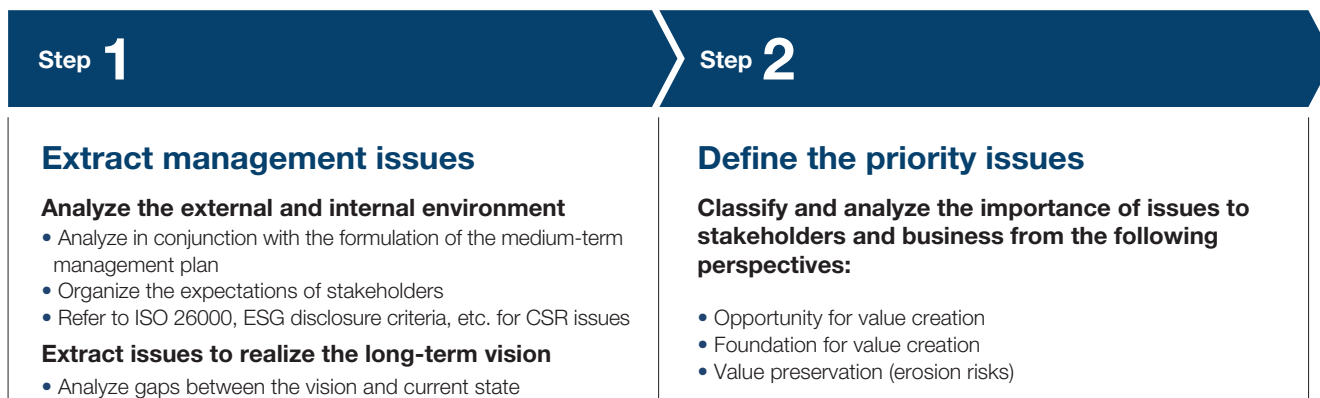 Step 1
Extract management issues
Analyze the external and internal environment
• Analyze in conjunction with the formulation of the medium-term
management plan
• Organize the expectations of stakeholders
• Refer to ISO 26000, ESG disclosure criteria, etc. for CSR issues
Extract issues to realize the long-term vision
• Analyze gaps between the vision and current state
Step 2
Define the priority issues
Classify and analyze the importance of issues to
stakeholders and business from the following
perspectives:
• Opportunity for value creation
• Foundation for value creation
• Value preservation (erosion risks)